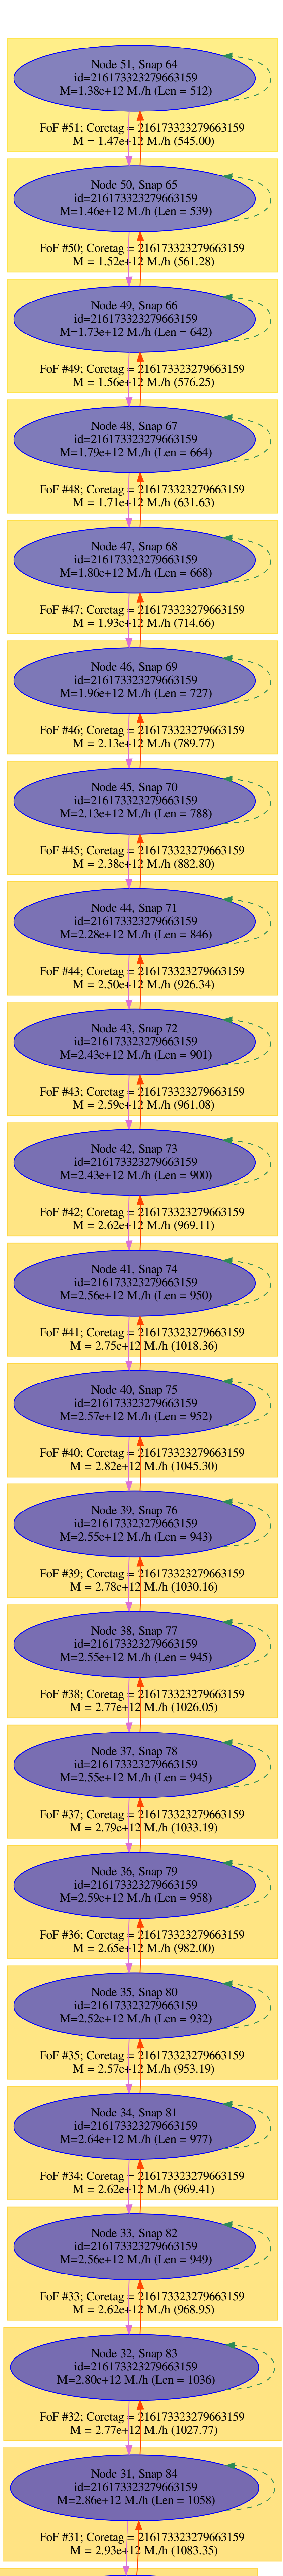 Node 51, Snap 64
id=216173323279663159
M=1.38e+12 M./h (Len = 512)
FoF #51; Coretag = 216173323279663159
M = 1.47e+12 M./h (545.00)
Node 50, Snap 65
id=216173323279663159
M=1.46e+12 M./h (Len = 539)
FoF #50; Coretag = 216173323279663159
M = 1.52e+12 M./h (561.28)
Node 49, Snap 66
id=216173323279663159
M=1.73e+12 M./h (Len = 642)
FoF #49; Coretag = 216173323279663159
M = 1.56e+12 M./h (576.25)
Node 48, Snap 67
id=216173323279663159
M=1.79e+12 M./h (Len = 664)
FoF #48; Coretag = 216173323279663159
M = 1.71e+12 M./h (631.63)
Node 47, Snap 68
id=216173323279663159
M=1.80e+12 M./h (Len = 668)
FoF #47; Coretag = 216173323279663159
M = 1.93e+12 M./h (714.66)
Node 46, Snap 69
id=216173323279663159
M=1.96e+12 M./h (Len = 727)
FoF #46; Coretag = 216173323279663159
M = 2.13e+12 M./h (789.77)
Node 45, Snap 70
id=216173323279663159
M=2.13e+12 M./h (Len = 788)
FoF #45; Coretag = 216173323279663159
M = 2.38e+12 M./h (882.80)
Node 44, Snap 71
id=216173323279663159
M=2.28e+12 M./h (Len = 846)
FoF #44; Coretag = 216173323279663159
M = 2.50e+12 M./h (926.34)
Node 43, Snap 72
id=216173323279663159
M=2.43e+12 M./h (Len = 901)
FoF #43; Coretag = 216173323279663159
M = 2.59e+12 M./h (961.08)
Node 42, Snap 73
id=216173323279663159
M=2.43e+12 M./h (Len = 900)
FoF #42; Coretag = 216173323279663159
M = 2.62e+12 M./h (969.11)
Node 41, Snap 74
id=216173323279663159
M=2.56e+12 M./h (Len = 950)
FoF #41; Coretag = 216173323279663159
M = 2.75e+12 M./h (1018.36)
Node 40, Snap 75
id=216173323279663159
M=2.57e+12 M./h (Len = 952)
FoF #40; Coretag = 216173323279663159
M = 2.82e+12 M./h (1045.30)
Node 39, Snap 76
id=216173323279663159
M=2.55e+12 M./h (Len = 943)
FoF #39; Coretag = 216173323279663159
M = 2.78e+12 M./h (1030.16)
Node 38, Snap 77
id=216173323279663159
M=2.55e+12 M./h (Len = 945)
FoF #38; Coretag = 216173323279663159
M = 2.77e+12 M./h (1026.05)
Node 37, Snap 78
id=216173323279663159
M=2.55e+12 M./h (Len = 945)
FoF #37; Coretag = 216173323279663159
M = 2.79e+12 M./h (1033.19)
Node 36, Snap 79
id=216173323279663159
M=2.59e+12 M./h (Len = 958)
FoF #36; Coretag = 216173323279663159
M = 2.65e+12 M./h (982.00)
Node 35, Snap 80
id=216173323279663159
M=2.52e+12 M./h (Len = 932)
FoF #35; Coretag = 216173323279663159
M = 2.57e+12 M./h (953.19)
Node 34, Snap 81
id=216173323279663159
M=2.64e+12 M./h (Len = 977)
FoF #34; Coretag = 216173323279663159
M = 2.62e+12 M./h (969.41)
Node 33, Snap 82
id=216173323279663159
M=2.56e+12 M./h (Len = 949)
FoF #33; Coretag = 216173323279663159
M = 2.62e+12 M./h (968.95)
Node 32, Snap 83
id=216173323279663159
M=2.80e+12 M./h (Len = 1036)
FoF #32; Coretag = 216173323279663159
M = 2.77e+12 M./h (1027.77)
Node 31, Snap 84
id=216173323279663159
M=2.86e+12 M./h (Len = 1058)
FoF #31; Coretag = 216173323279663159
M = 2.93e+12 M./h (1083.35)